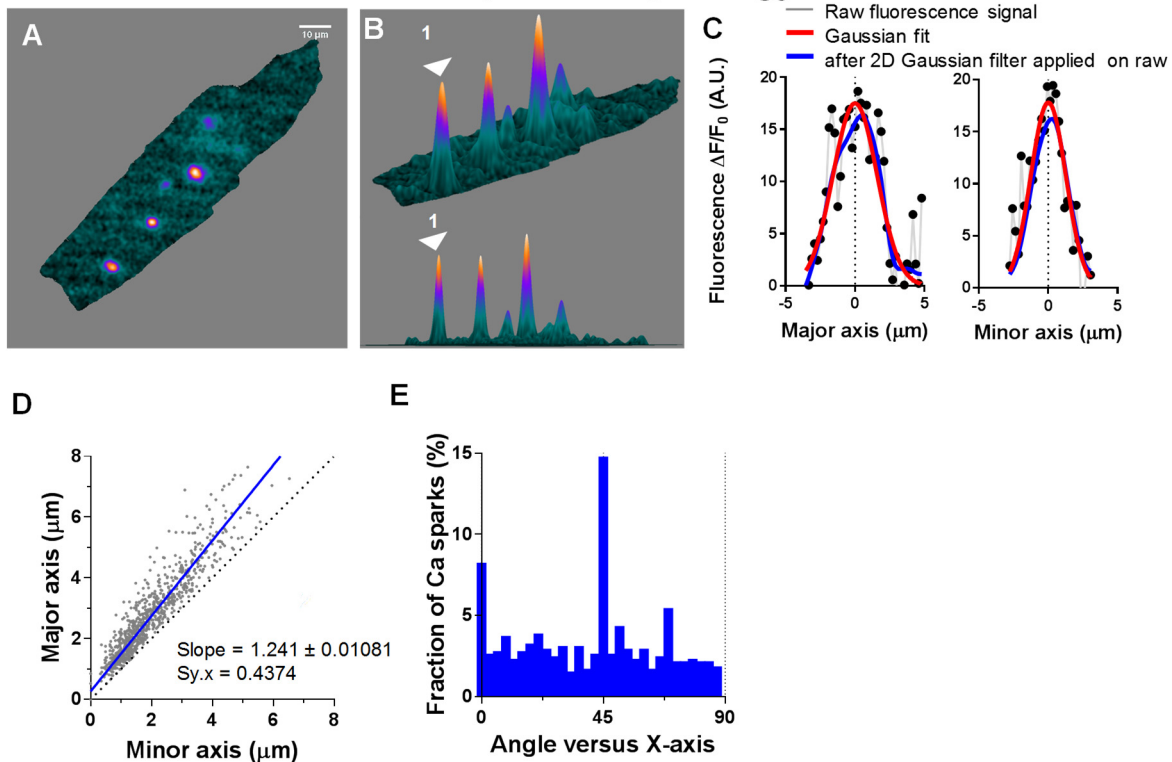 A
10 µm
B
1
1
C
Raw fluorescence signal
Gaussian fit
after 2D Gaussian filter applied on raw
Fluorescence ΔF/F0 (A.U.)
20
15
10
5
0
-5
0
5
Major axis (µm)
20
15
10
5
0
-5
0
5
Minor axis (µm)
D
Major axis (µm)
8
6
4
2
0
0
2
4
6
8
Slope = 1.241 ± 0.01081
Sy.x = 0.4374
Minor axis (µm)
E
Fraction of Ca sparks (%)
15
10
5
0
0
45
90
Angle versus X-axis